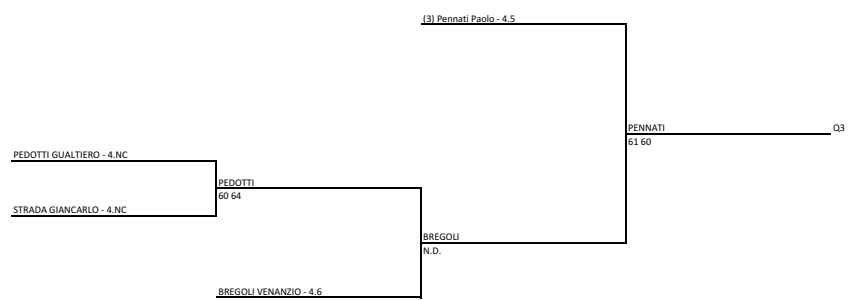 (3) Pennati Paolo - 4.5
PENNATI
Q3
61 60
PEDOTTI GUALTIERO - 4.NC
PEDOTTI
60 64
STRADA GIANCARLO - 4.NC
BREGOLI
N.D.
BREGOLI VENANZIO - 4.6